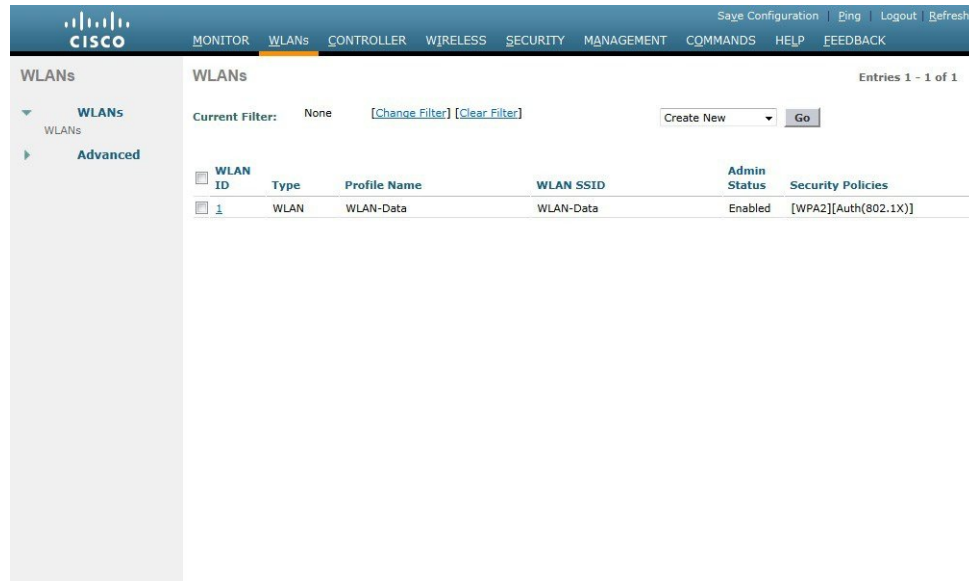 Save Configuration | Ping | Logout | Refresh
CISCO
MONITOR WLANs CONTROLLER WIRELESS SECURITY MANAGEMENT COMMANDS HELP FEEDBACK
WLANs
WLANs
WLANs
Advanced
WLANs
Entries 1 - 1 of 1
Current Filter: None [Change Filter] [Clear Filter]
Create New Go
WLAN ID Type Profile Name WLAN SSID Admin Status Security Policies
1 WLAN WLAN-Data WLAN-Data Enabled [WPA2][Auth(802.1X)]